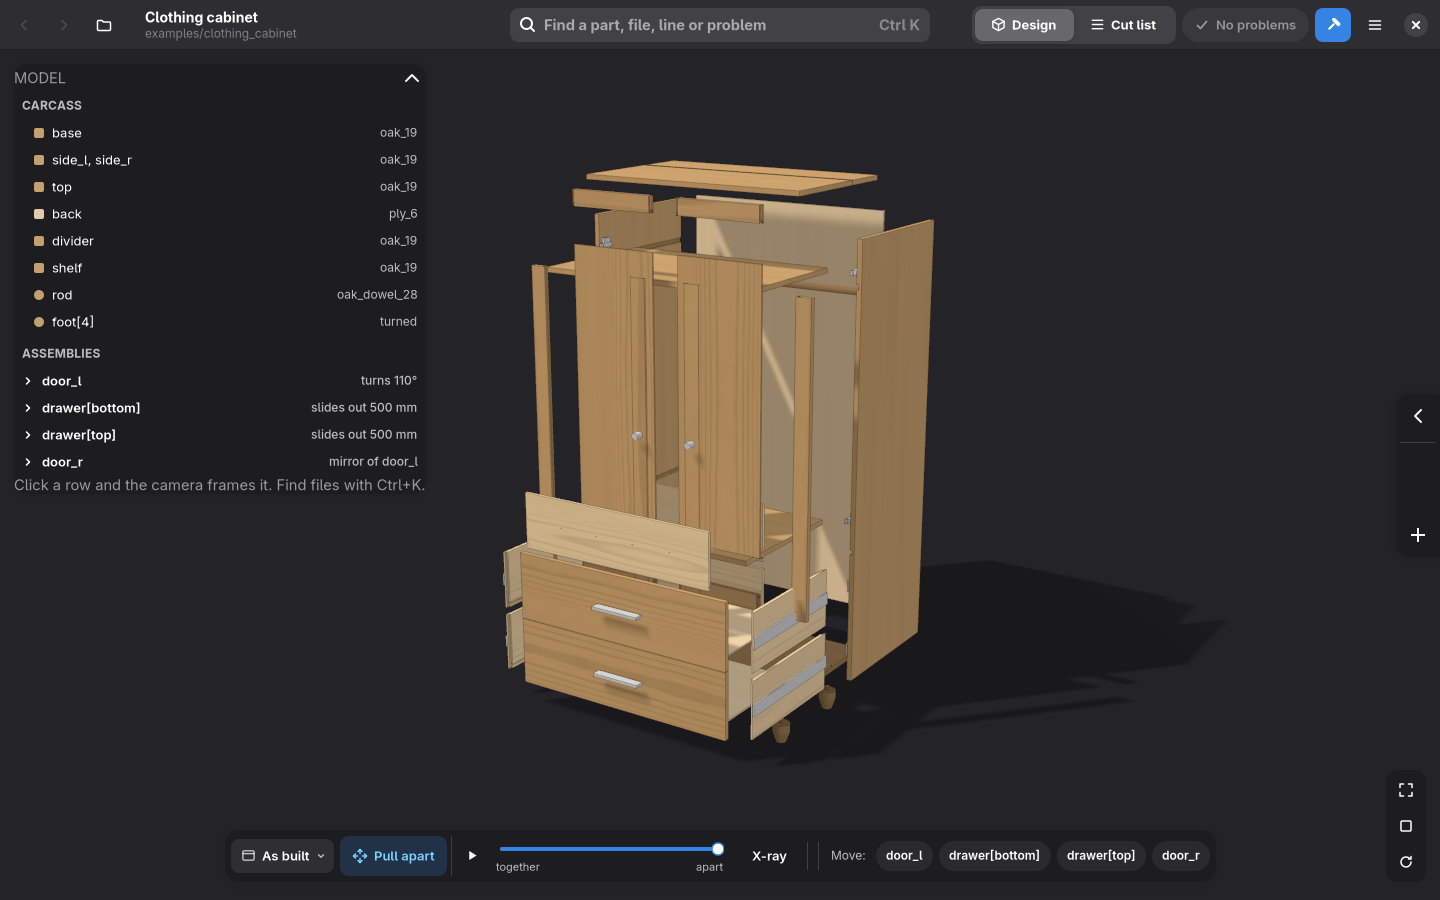 Clothing cabinet
examples/clothing_cabinet
Find a part, file, line or problem Ctrl K
Design
Cut list
No problems
MODEL
CARCASS
base oak_19
side_l, side_r oak_19
top oak_19
back ply_6
divider oak_19
shelf oak_19
rod oak_dowel_28
foot[4] turned
ASSEMBLIES
door_l turns 110°
drawer[bottom] slides out 500 mm
drawer[top] slides out 500 mm
door_r mirror of door_l
Click a row and the camera frames it. Find files with Ctrl+K.
As built
Pull apart
together apart
X-ray
Move: door_l drawer[bottom] drawer[top] door_r